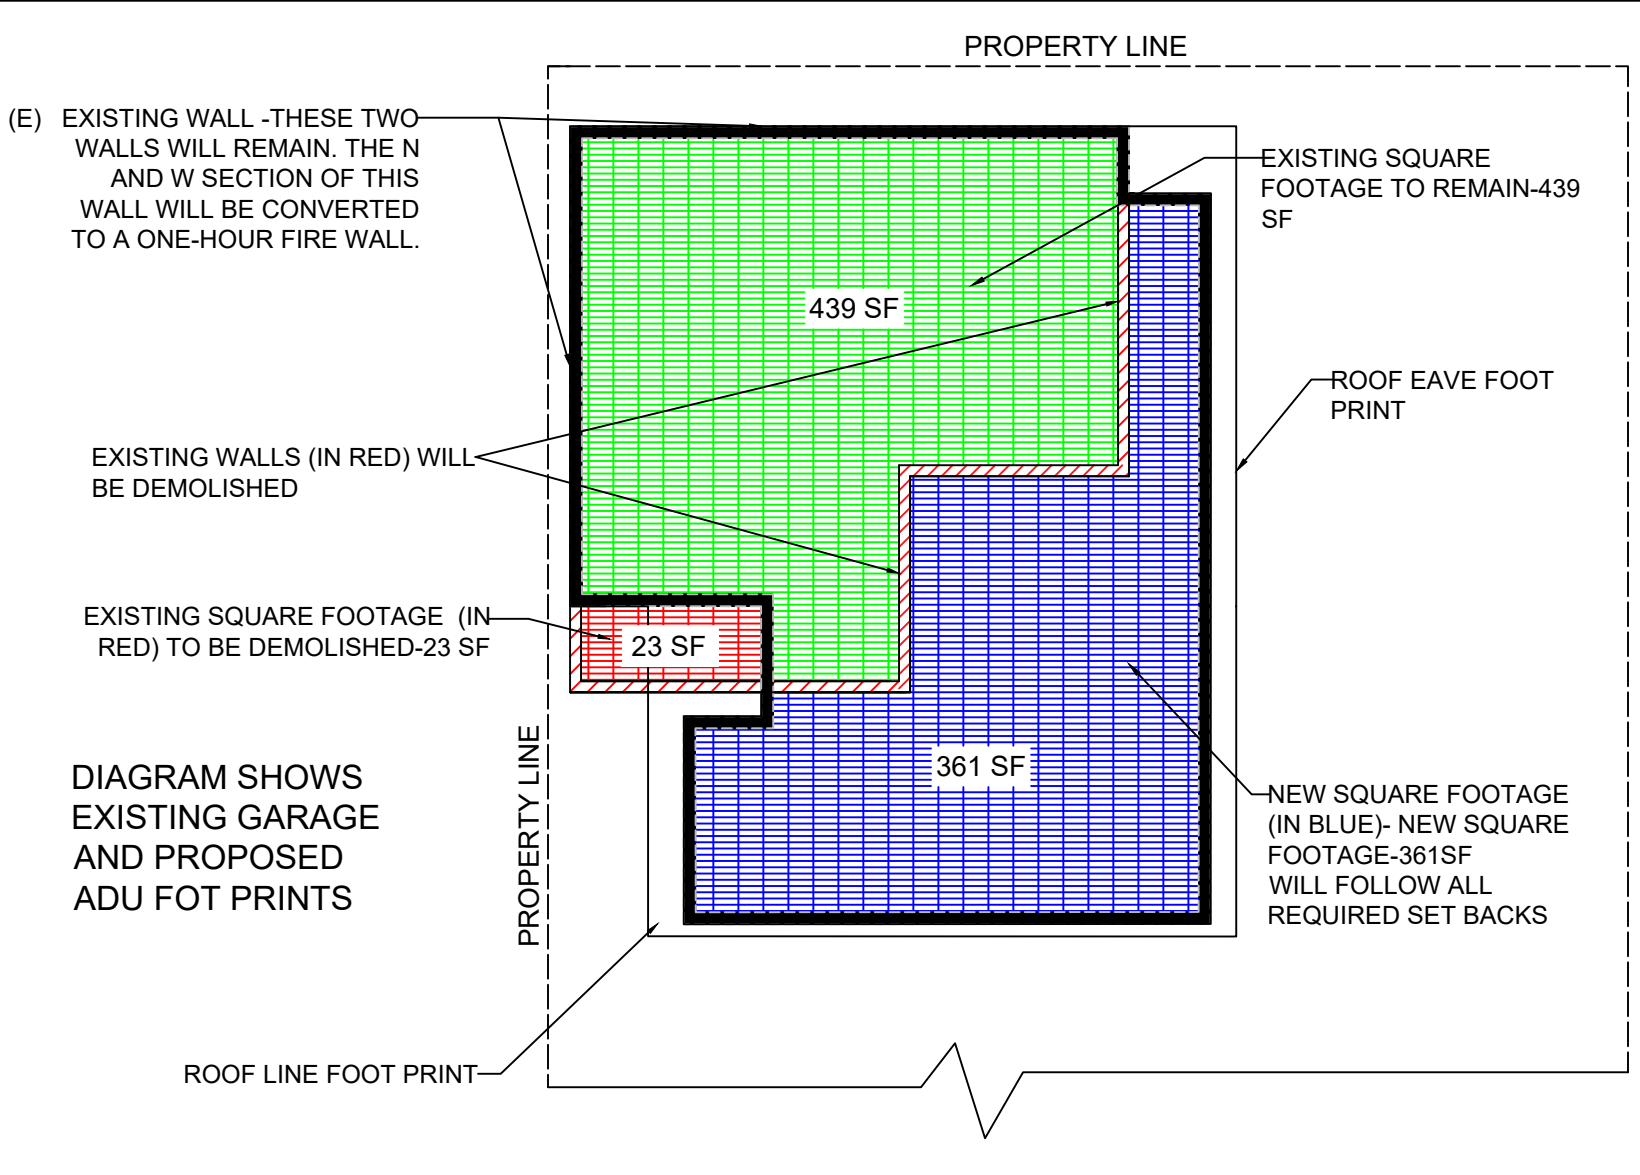 PROPERTY LINE
(E) EXISTING WALL -THESE TWO
WALLS WILL REMAIN. THE N
AND W SECTION OF THIS
WALL WILL BE CONVERTED
TO A ONE-HOUR FIRE WALL.
EXISTING SQUARE
FOOTAGE TO REMAIN-439
SF
439 SF
ROOF EAVE FOOT
PRINT
EXISTING WALLS (IN RED) WILL
BE DEMOLISHED
EXISTING SQUARE FOOTAGE (IN
RED) TO BE DEMOLISHED-23 SF
23 SF
PROPERTY LINE
DIAGRAM SHOWS
EXISTING GARAGE
AND PROPOSED
ADU FOT PRINTS
361 SF
NEW SQUARE FOOTAGE
(IN BLUE)- NEW SQUARE
FOOTAGE-361SF
WILL FOLLOW ALL
REQUIRED SET BACKS
ROOF LINE FOOT PRINT